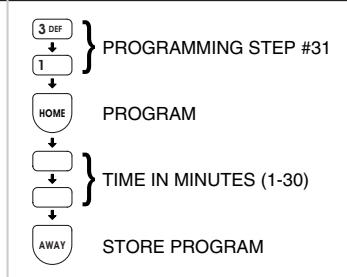 3 DEF
1
PROGRAMMING STEP #31
HOME
PROGRAM
TIME IN MINUTES (1-30)
AWAY
STORE PROGRAM